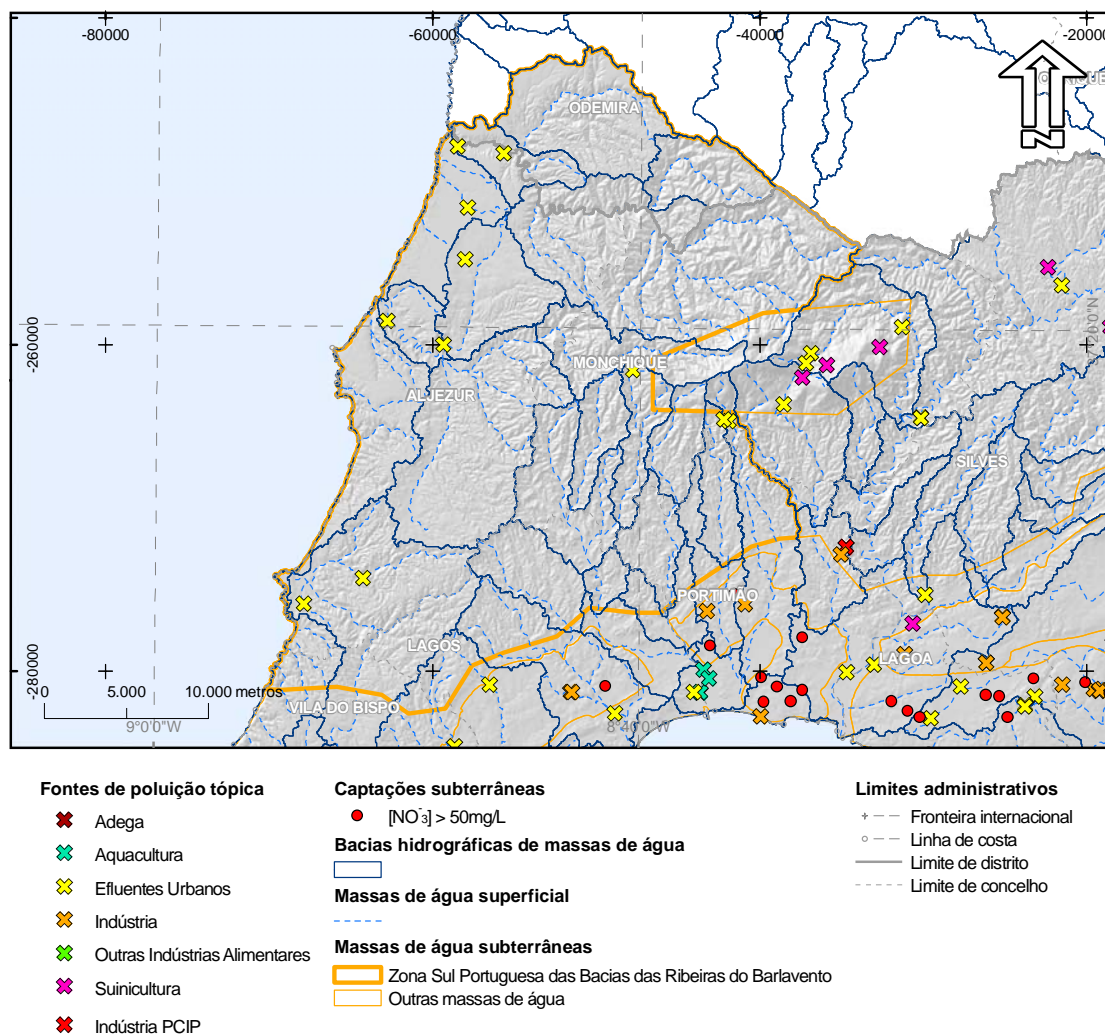 -80000
-60000
-40000
-20000
ODEMIRA
N
-260000
MONCHIQUE
ALJEZUR
SILVES
PORTIMÃO
LAGOS
LAGOA
-280000
0 5.000 10.000 metros
VILA DO BISPO
9°0'0"W
8°40'0"W
Fontes de poluição tópica
Adega
Aquacultura
Efluentes Urbanos
Indústria
Outras Indústrias Alimentares
Suinicultura
Indústria PCIP
Captações subterrâneas
[NO⁻₃] > 50mg/L
Bacias hidrográficas de massas de água
Massas de água superficial
Massas de água subterrâneas
Zona Sul Portuguesa das Bacias das Ribeiras do Barlavento
Outras massas de água
Limites administrativos
Fronteira internacional
Linha de costa
Limite de distrito
Limite de concelho